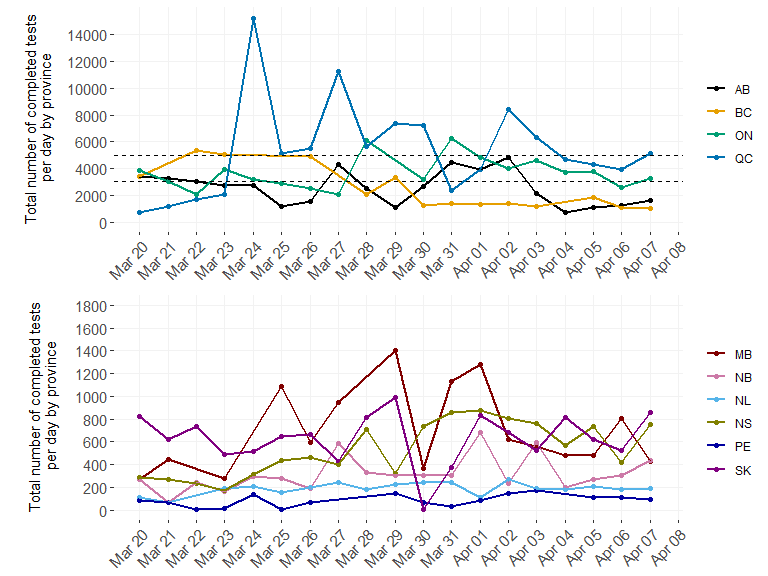 Total number of completed tests
per day by province
14000
12000
10000
8000
6000
4000
2000
0
Mar 20
Mar 21
Mar 22
Mar 23
Mar 24
Mar 25
Mar 26
Mar 27
Mar 28
Mar 29
Mar 30
Mar 31
Apr 01
Apr 02
Apr 03
Apr 04
Apr 05
Apr 06
Apr 07
Apr 08
AB
BC
ON
QC
Total number of completed tests
per day by province
1800
1600
1400
1200
1000
800
600
400
200
0
Mar 20
Mar 21
Mar 22
Mar 23
Mar 24
Mar 25
Mar 26
Mar 27
Mar 28
Mar 29
Mar 30
Mar 31
Apr 01
Apr 02
Apr 03
Apr 04
Apr 05
Apr 06
Apr 07
Apr 08
MB
NB
NL
NS
PE
SK